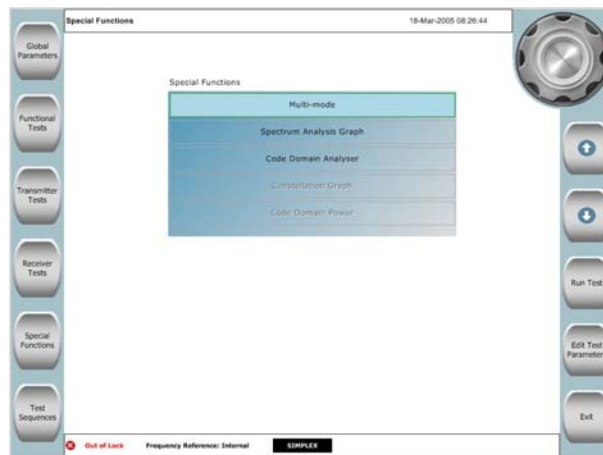 Special Functions
18-Mar-2005 08:26:44
Global
Parameters
Functional
Tests
Transmitter
Tests
Receiver
Tests
Special
Functions
Test
Sequences
Special Functions
Multi-mode
Spectrum Analysis Graph
Code Domain Analyser
Constellation Graph
Code Domain Power
Run Test
Edit Test
Parameter
Exit
Out of Lock
Frequency Reference: Internal
SIMPLEX